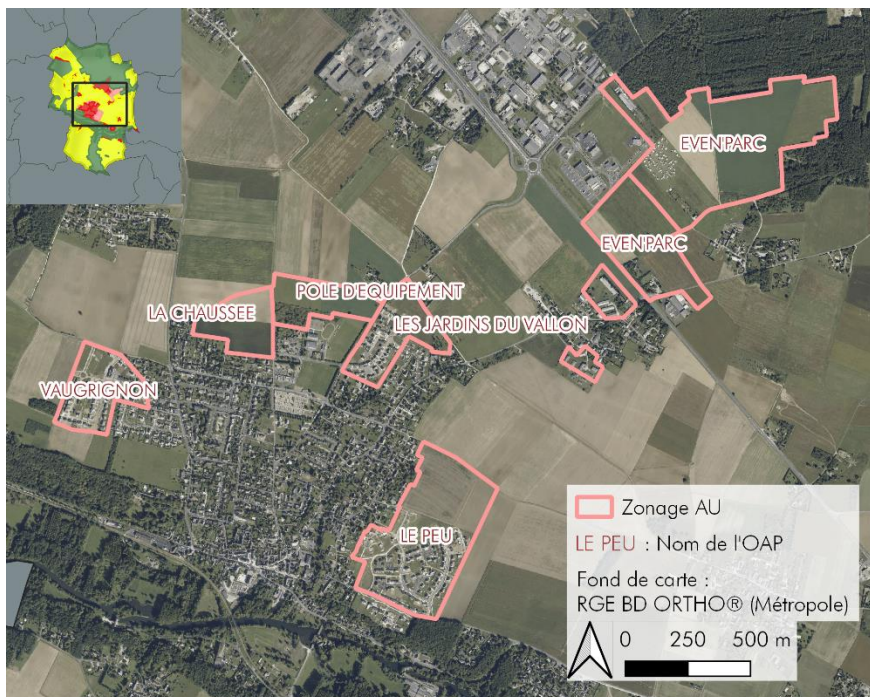 EVEN'PARC
EVEN'PARC
POLE D'EQUIPEMENT
LA CHAUSSEE
LES JARDINS DU VALLON
VAUGRIGNON
LE PEU
Zonage AU
LE PEU : Nom de l'OAP
Fond de carte :
RGE BD ORTHO® (Métropole)
0 250 500 m